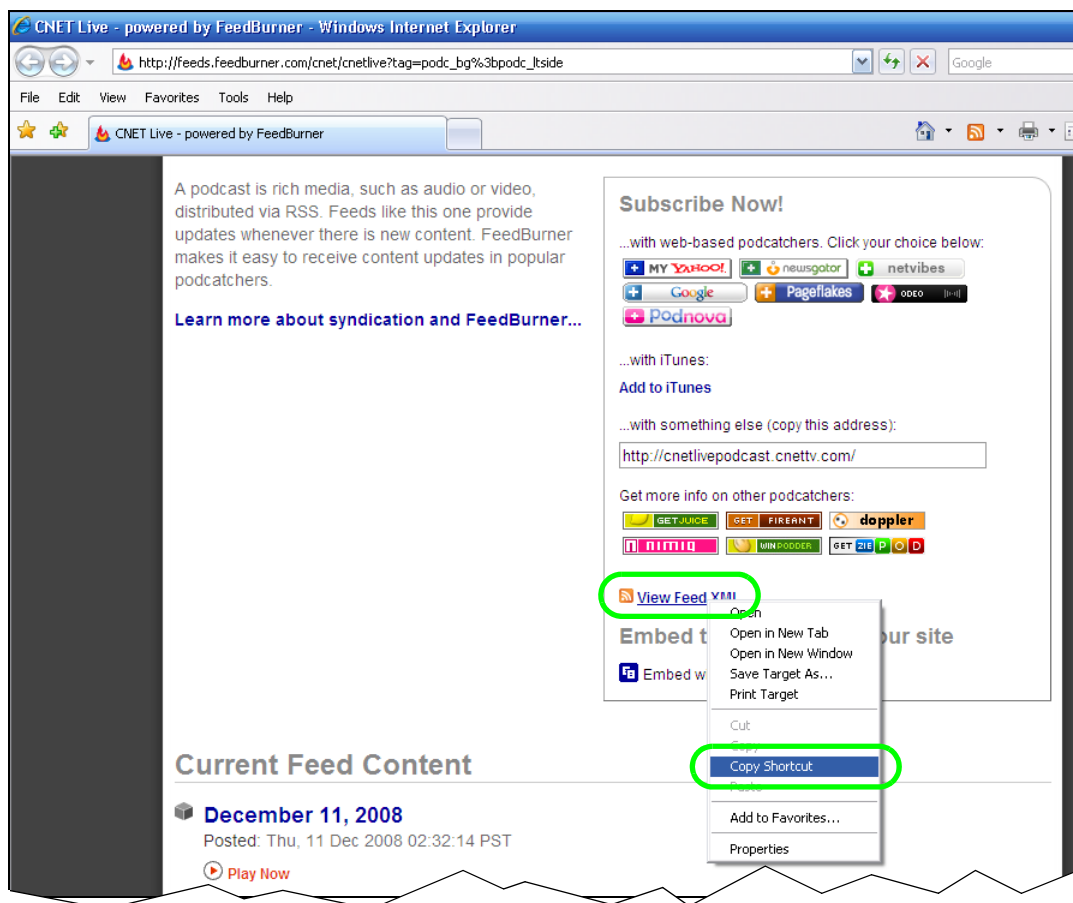 CNET Live - powered by FeedBurner - Windows Internet Explorer
http://feeds.feedburner.com/cnet/cnetlive?tag=podc_bg%3bpodc_ltside
Google
File Edit View Favorites Tools Help
CNET Live - powered by FeedBurner
A podcast is rich media, such as audio or video,
distributed via RSS. Feeds like this one provide
updates whenever there is new content. FeedBurner
makes it easy to receive content updates in popular
podcatchers.
Learn more about syndication and FeedBurner...
Subscribe Now!
...with web-based podcatchers. Click your choice below:
MY YAHOO! newsgator netvibes
Google Pageflakes ODEO
Podnova
...with iTunes:
Add to iTunes
...with something else (copy this address):
http://cnetlivepodcast.cnettv.com/
Get more info on other podcatchers:
GET JUICE GET FIREANT doppler
nimiq WINPODDER GET ZIE POD
View Feed XML
Embed t our site
Embed w
Open
Open in New Tab
Open in New Window
Save Target As...
Print Target
Cut
Copy
Copy Shortcut
Paste
Add to Favorites...
Properties
Current Feed Content
December 11, 2008
Posted: Thu, 11 Dec 2008 02:32:14 PST
Play Now